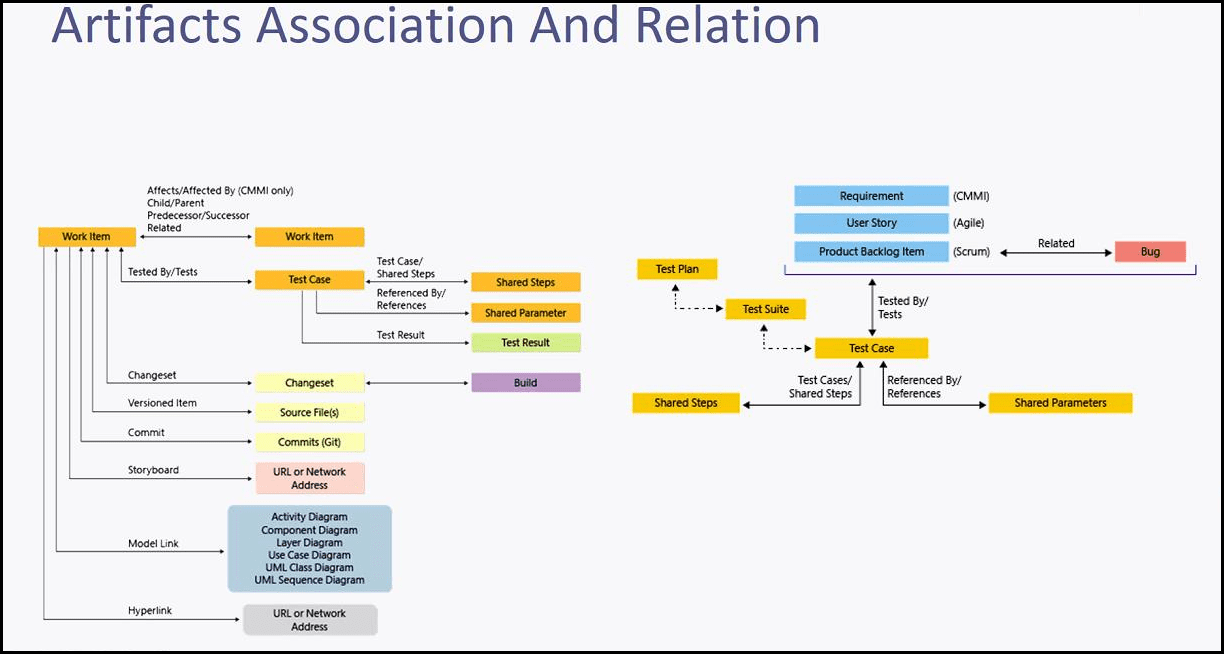 Artifacts Association And Relation
Affects/Affected By (CMMI only)
Child/Parent
Predecessor/Successor
Related
Work Item
Work Item
Tested By/Tests
Test Case
Test Case/
Shared Steps
Shared Steps
Referenced By/
References
Shared Parameter
Test Result
Test Result
Changeset
Changeset
Build
Versioned Item
Source File(s)
Commit
Commits (Git)
Storyboard
URL or Network
Address
Model Link
Activity Diagram
Component Diagram
Layer Diagram
Use Case Diagram
UML Class Diagram
UML Sequence Diagram
Hyperlink
URL or Network
Address
Requirement
(CMMI)
User Story
(Agile)
Product Backlog Item
(Scrum)
Related
Bug
Test Plan
Test Suite
Tested By/
Tests
Test Case
Test Cases/
Shared Steps
Referenced By/
References
Shared Steps
Shared Parameters